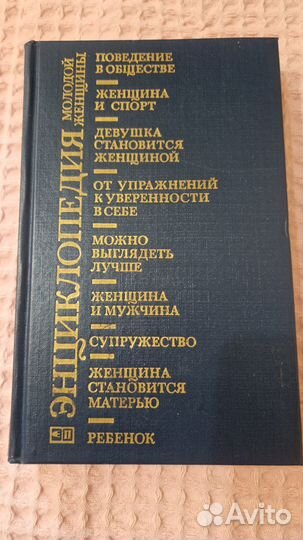 ЭНЦИКЛОПЕДИЯ
МОЛОДОЙ
ЖЕНЩИНЫ
ПОВЕДЕНИЕ
В ОБЩЕСТВЕ
ЖЕНЩИНА
И СПОРТ
ДЕВУШКА
СТАНОВИТСЯ
ЖЕНЩИНОЙ
ОТ УПРАЖНЕНИЙ
К УВЕРЕННОСТИ
В СЕБЕ
МОЖНО
ВЫГЛЯДЕТЬ
ЛУЧШЕ
ЖЕНЩИНА
И МУЖЧИНА
СУПРУЖЕСТВО
ЖЕНЩИНА
СТАНОВИТСЯ
МАТЕРЬЮ
РЕБЕНОК
Avito